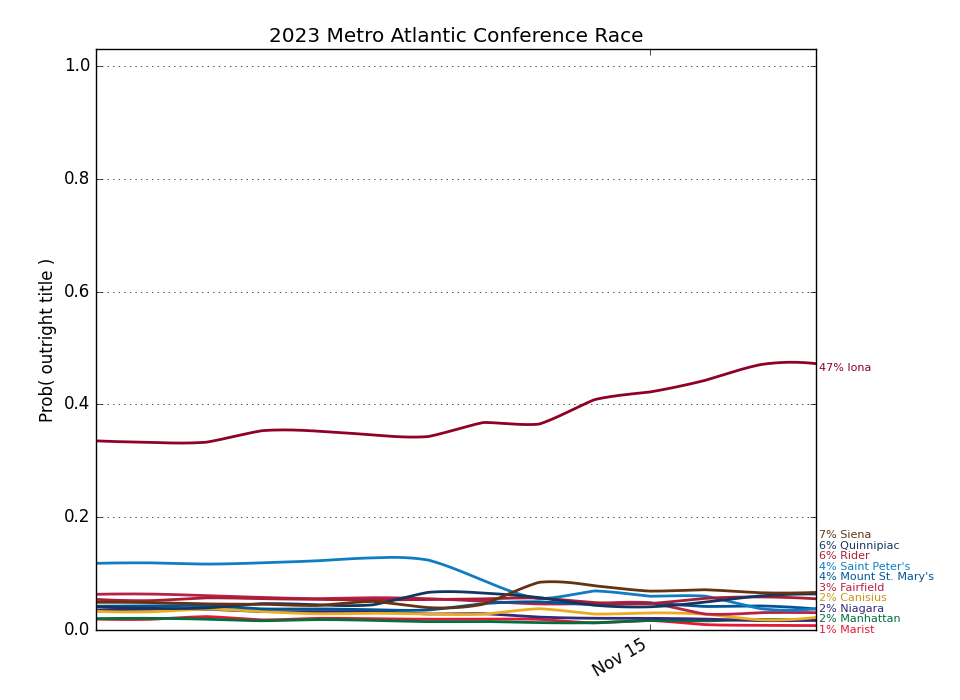 2023 Metro Atlantic Conference Race
Prob( outright title )
1.0
0.8
0.6
0.4
0.2
0.0
47% Iona
7% Siena
6% Quinnipiac
6% Rider
4% Saint Peter's
4% Mount St. Mary's
3% Fairfield
2% Canisius
2% Niagara
2% Manhattan
1% Marist
Nov 15